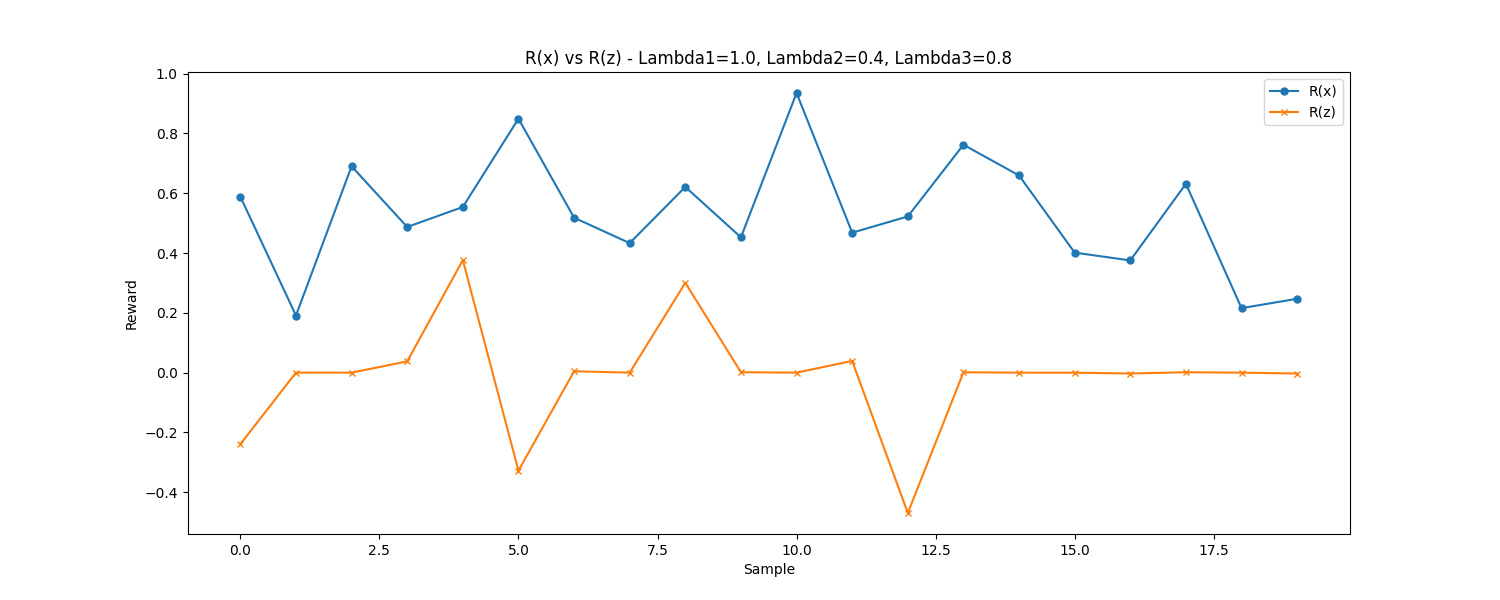 R(x) vs R(z) - Lambda1=1.0, Lambda2=0.4, Lambda3=0.8
R(x)
R(z)
Reward
1.0
0.8
0.6
0.4
0.2
0.0
−0.2
−0.4
0.0 2.5 5.0 7.5 10.0 12.5 15.0 17.5
Sample